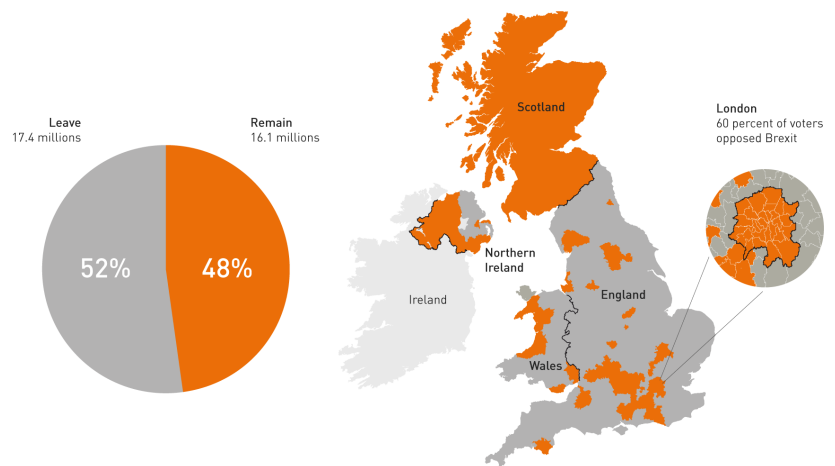 Leave
17.4 millions
Remain
16.1 millions
52%
48%
Scotland
Northern
Ireland
Ireland
England
Wales
London
60 percent of voters
opposed Brexit